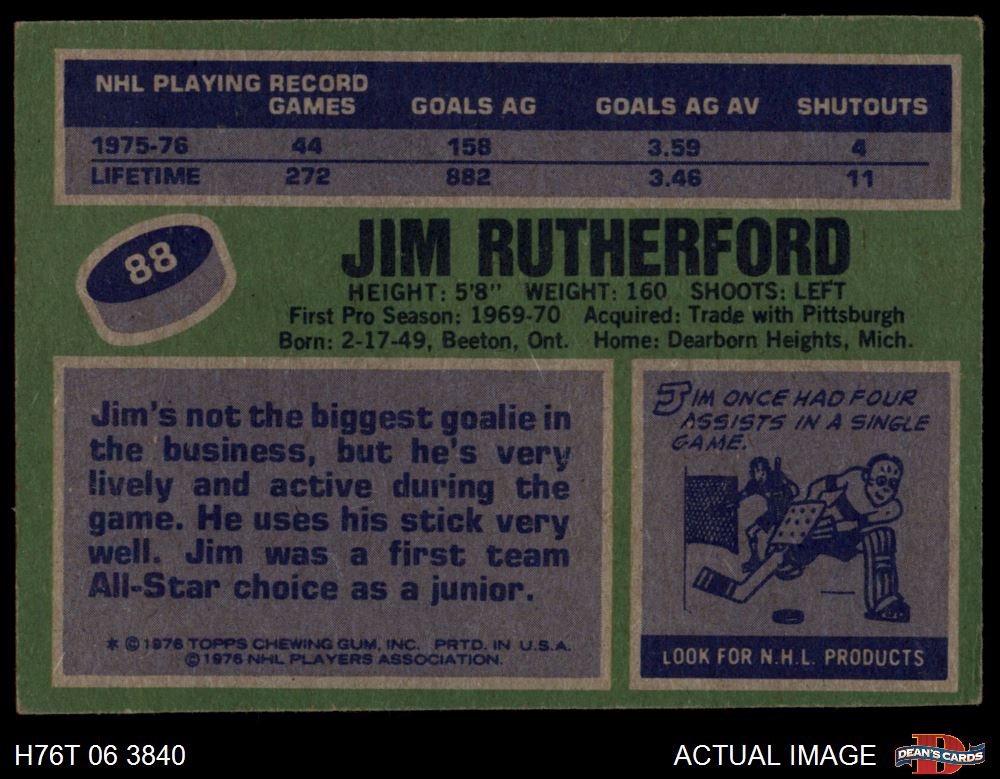 NHL PLAYING RECORD
GAMES GOALS AG GOALS AG AV SHUTOUTS
1975-76 44 158 3.59 4
LIFETIME 272 882 3.46 11
88
JIM RUTHERFORD
HEIGHT: 5'8" WEIGHT: 160 SHOOTS: LEFT
First Pro Season: 1969-70 Acquired: Trade with Pittsburgh
Born: 2-17-49, Beeton, Ont. Home: Dearborn Heights, Mich.
Jim's not the biggest goalie in
the business, but he's very
lively and active during the
game. He uses his stick very
well. Jim was a first team
All-Star choice as a junior.
* © 1976 TOPPS CHEWING GUM, INC. PRTD. IN U.S.A.
© 1976 NHL PLAYERS ASSOCIATION.
JIM ONCE HAD FOUR
ASSISTS IN A SINGLE
GAME.
LOOK FOR N.H.L. PRODUCTS
H76T 06 3840
ACTUAL IMAGE
D
DEAN'S CARDS